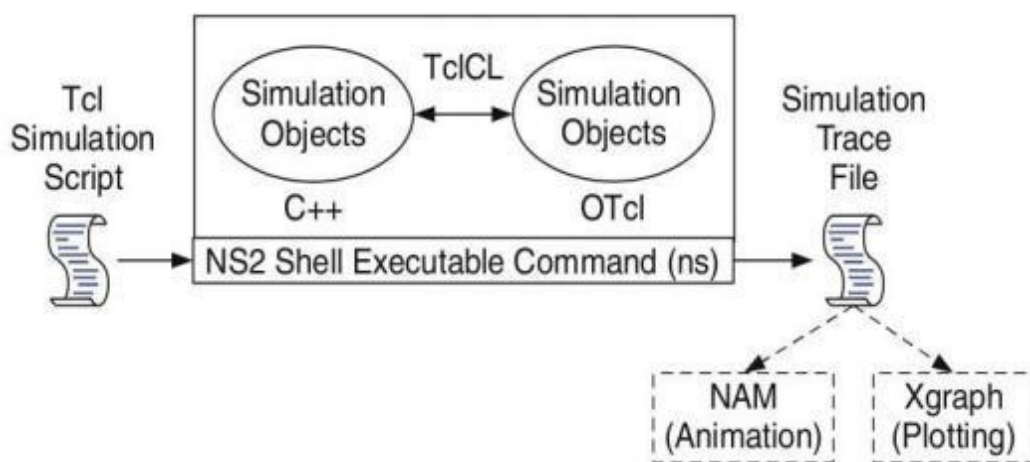 Tcl
Simulation
Script
Simulation
Objects
C++
TclCL
Simulation
Objects
OTcl
NS2 Shell Executable Command (ns)
Simulation
Trace
File
NAM
(Animation)
Xgraph
(Plotting)